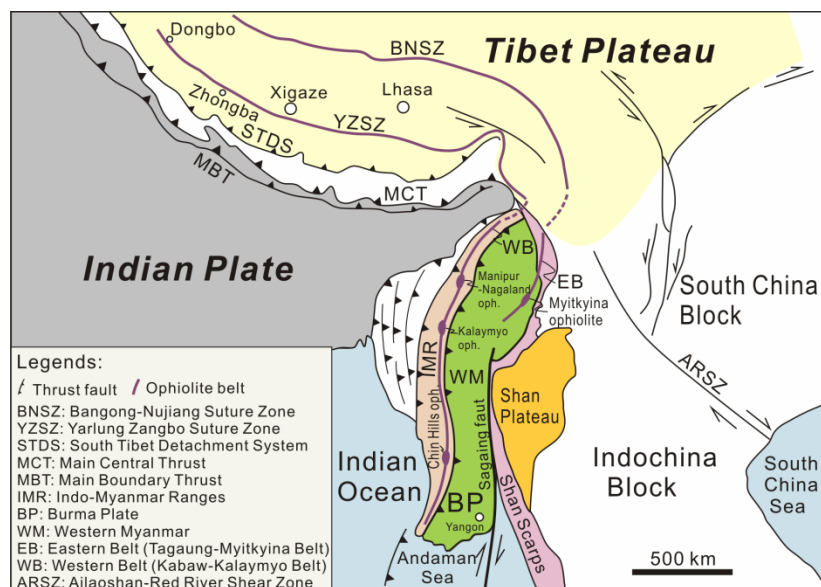 Dongbo
BNSZ
Tibet Plateau
Zhongba
Xigaze
Lhasa
YZSZ
STDS
MBT
MCT
Indian Plate
WB
Manipur
-Nagaland
oph.
EB
Myitkyina
ophiolite
South China
Block
Kalaymyo
oph.
IMR
WM
ARSZ
Shan
Plateau
Chin Hills oph.
Sagaing faut
Indian
Ocean
Indochina
Block
South
China
Sea
BP
Yangon
Shan Scarps
Andaman
Sea
500 km
Legends:
Thrust fault
Ophiolite belt
BNSZ: Bangong-Nujiang Suture Zone
YZSZ: Yarlung Zangbo Suture Zone
STDS: South Tibet Detachment System
MCT: Main Central Thrust
MBT: Main Boundary Thrust
IMR: Indo-Myanmar Ranges
BP: Burma Plate
WM: Western Myanmar
EB: Eastern Belt (Tagaung-Myitkyina Belt)
WB: Western Belt (Kabaw-Kalaymyo Belt)
ARSZ: Ailaoshan-Red River Shear Zone